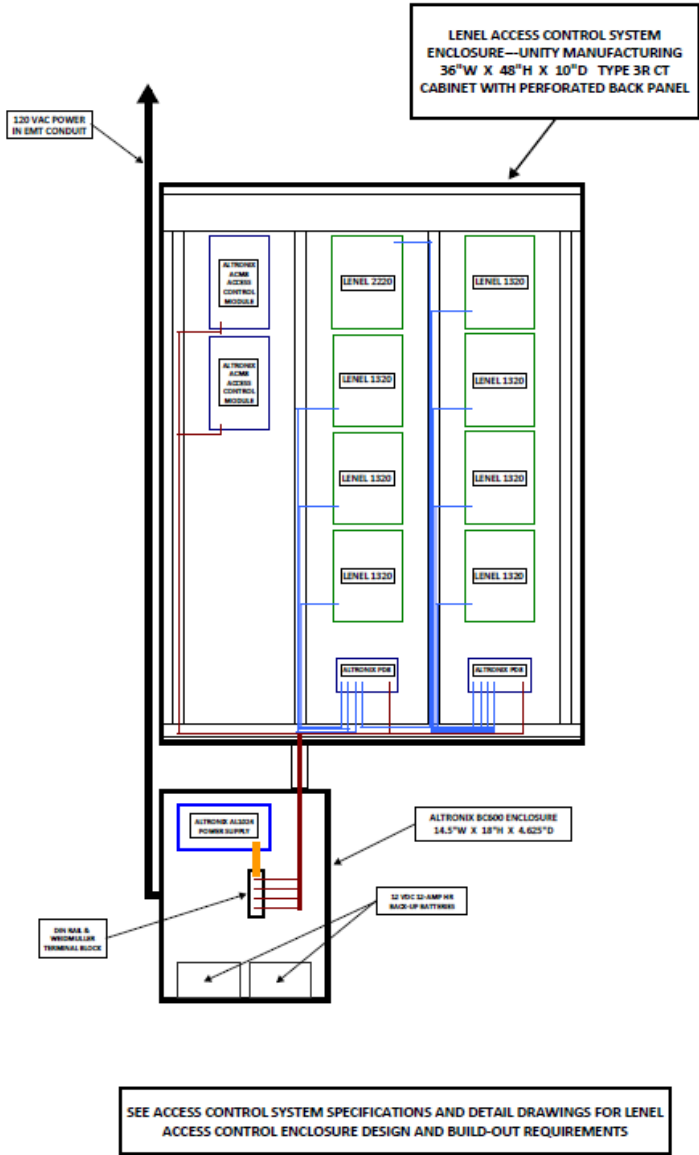 LENEL ACCESS CONTROL SYSTEM
ENCLOSURE---UNITY MANUFACTURING
36"W X 48"H X 10"D TYPE 3R CT
CABINET WITH PERFORATED BACK PANEL
120 VAC POWER
IN EMT CONDUIT
ALTRONIX
ACM8
ACCESS
CONTROL
MODULE
LENEL 2220
LENEL 1320
ALTRONIX
ACM8
ACCESS
CONTROL
MODULE
LENEL 1320
LENEL 1320
LENEL 1320
LENEL 1320
LENEL 1320
LENEL 1320
ALTRONIX PD8
ALTRONIX PD8
ALTRONIX AL1024
POWER SUPPLY
ALTRONIX BC600 ENCLOSURE
14.5"W X 18"H X 4.625"D
12 VDC 12-AMP HR
BACK-UP BATTERIES
DIN RAIL &
WEIDMULLER
TERMINAL BLOCK
SEE ACCESS CONTROL SYSTEM SPECIFICATIONS AND DETAIL DRAWINGS FOR LENEL
ACCESS CONTROL ENCLOSURE DESIGN AND BUILD-OUT REQUIREMENTS